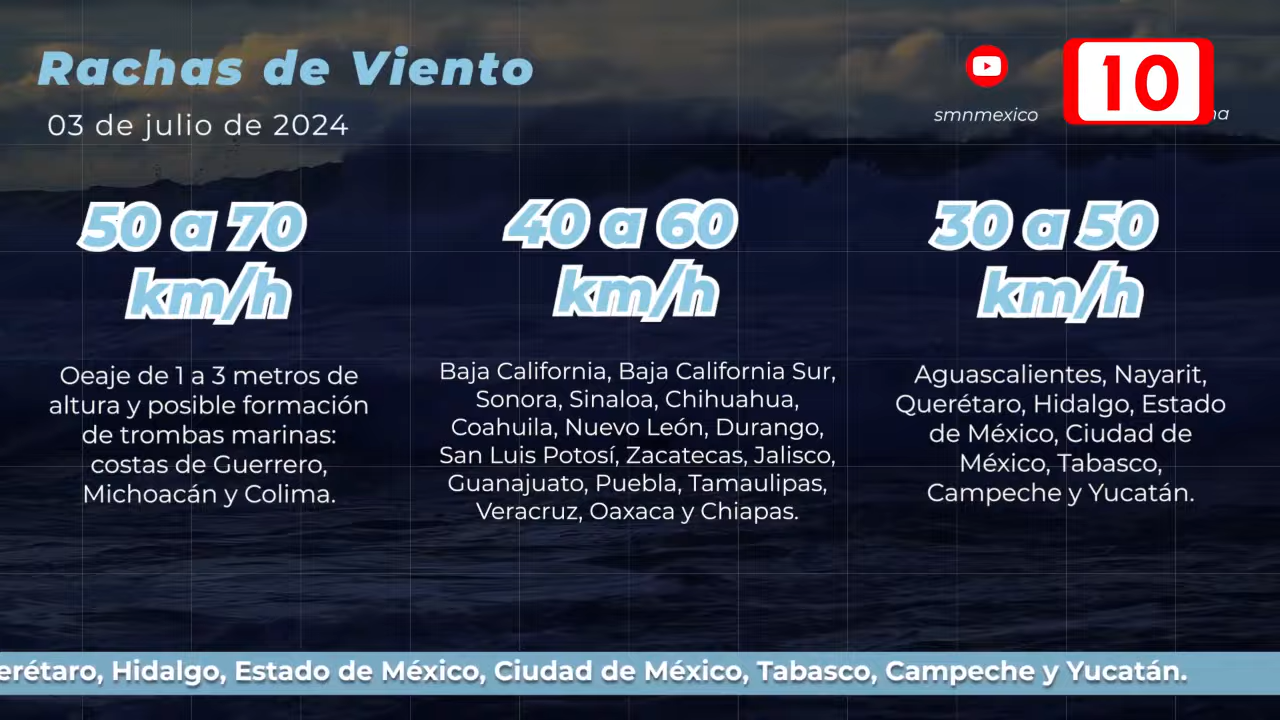 Rachas de Viento
03 de julio de 2024
smnmexico
10
50 a 70
km/h
Oeaje de 1 a 3 metros de
altura y posible formación
de trombas marinas:
costas de Guerrero,
Michoacán y Colima.
40 a 60
km/h
Baja California, Baja California Sur,
Sonora, Sinaloa, Chihuahua,
Coahuila, Nuevo León, Durango,
San Luis Potosí, Zacatecas, Jalisco,
Guanajuato, Puebla, Tamaulipas,
Veracruz, Oaxaca y Chiapas.
30 a 50
km/h
Aguascalientes, Nayarit,
Querétaro, Hidalgo, Estado
de México, Ciudad de
México, Tabasco,
Campeche y Yucatán.
erétaro, Hidalgo, Estado de México, Ciudad de México, Tabasco, Campeche y Yucatán.